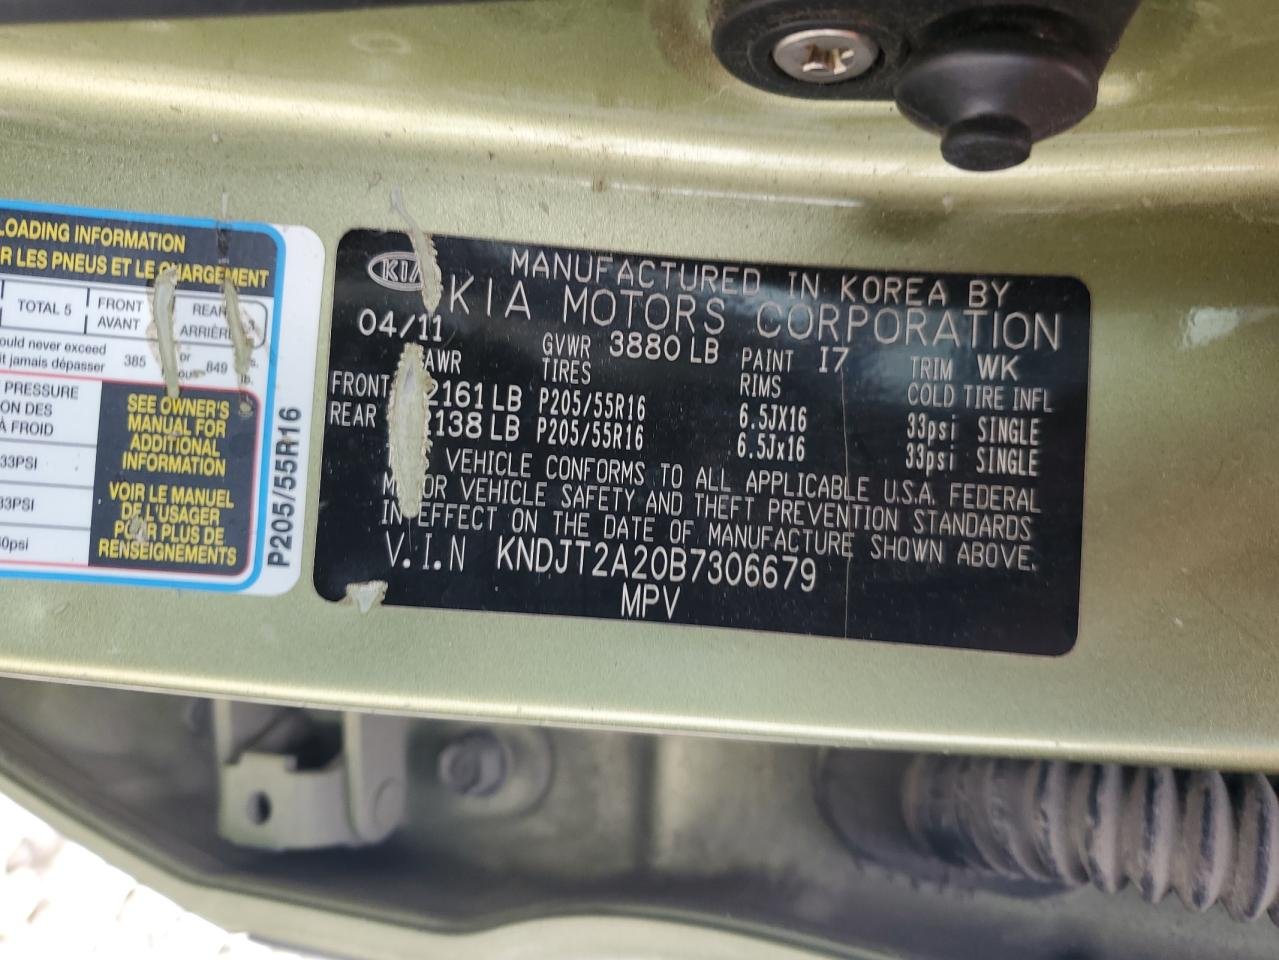 LOADING INFORMATION
R LES PNEUS ET LE CHARGEMENT
TOTAL 5
FRONT
AVANT
REAR
ARRIÈRE
ould never exceed
it jamais dépasser
385
or
849
PRESSURE
ON DES
À FROID
33PSI
33PSI
60psi
SEE OWNER'S
MANUAL FOR
ADDITIONAL
INFORMATION
VOIR LE MANUEL
DE L'USAGER
POUR PLUS DE
RENSEIGNEMENTS
P205/55R16
KIA
MANUFACTURED IN KOREA BY
KIA MOTORS CORPORATION
04/11 GVWR 3880 LB PAINT I7 TRIM WK
AWR TIRES RIMS COLD TIRE INFL
FRONT 2161 LB P205/55R16 6.5JX16 33psi SINGLE
REAR 138 LB P205/55R16 6.5Jx16 33psi SINGLE
VEHICLE CONFORMS TO ALL APPLICABLE U.S.A. FEDERAL
VEHICLE SAFETY AND THEFT PREVENTION STANDARDS
IN EFFECT ON THE DATE OF MANUFACTURE SHOWN ABOVE.
V.I.N KNDJT2A20B7306679
MPV